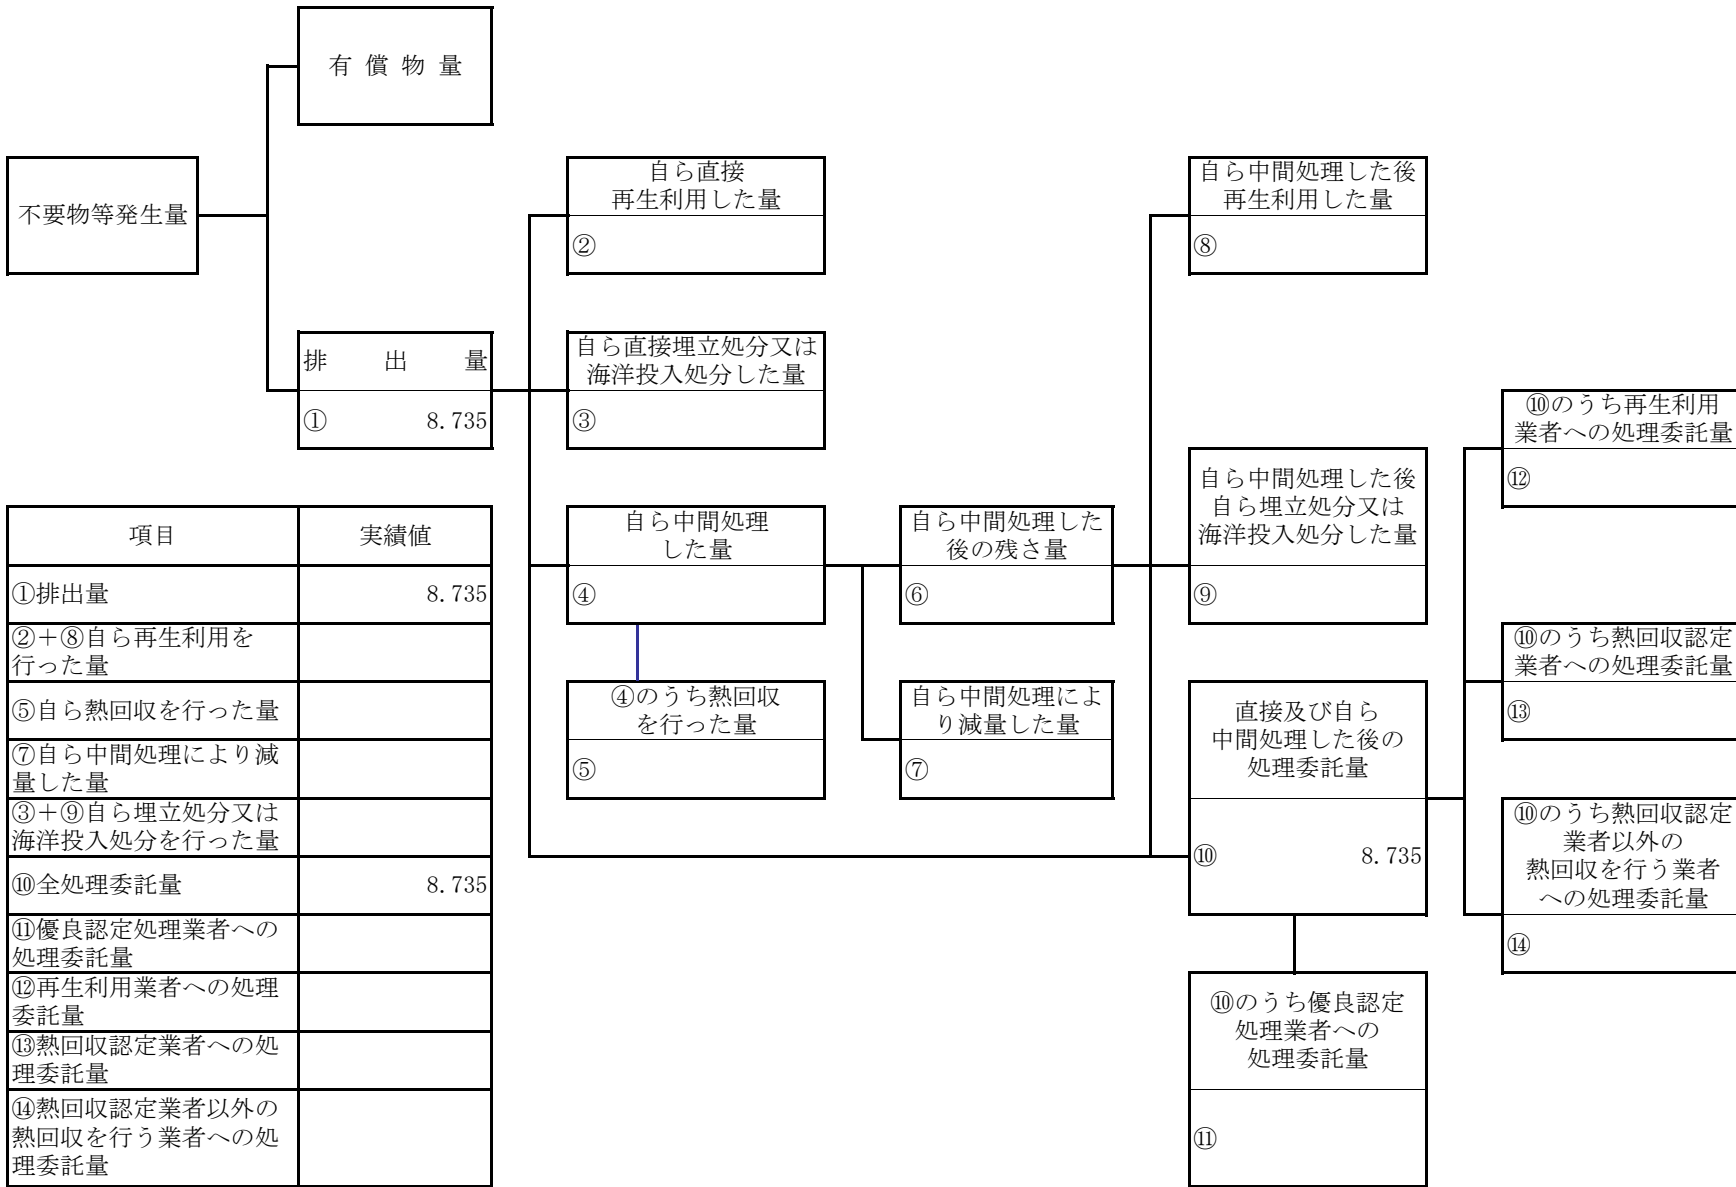 有 償 物 量
不要物等発生量
自ら直接
再生利用した量
②
自ら中間処理した後
再生利用した量
⑧
排 出 量
① 8.735
自ら直接埋立処分又は
海洋投入処分した量
③
⑩のうち再生利用
業者への処理委託量
⑫
自ら中間処理
した量
④
自ら中間処理した
後の残さ量
⑥
自ら中間処理した後
自ら埋立処分又は
海洋投入処分した量
⑨
⑩のうち熱回収認定
業者への処理委託量
⑬
④のうち熱回収
を行った量
⑤
自ら中間処理によ
り減量した量
⑦
直接及び自ら
中間処理した後の
処理委託量
⑩ 8.735
⑩のうち熱回収認定
業者以外の
熱回収を行う業者
への処理委託量
⑭
⑩のうち優良認定
処理業者への
処理委託量
⑪
項目 実績値
①排出量 8.735
②＋⑧自ら再生利用を
行った量
⑤自ら熱回収を行った量
⑦自ら中間処理により減
量した量
③＋⑨自ら埋立処分又は
海洋投入処分を行った量
⑩全処理委託量 8.735
⑪優良認定処理業者への
処理委託量
⑫再生利用業者への処理
委託量
⑬熱回収認定業者への処
理委託量
⑭熱回収認定業者以外の
熱回収を行う業者への処
理委託量